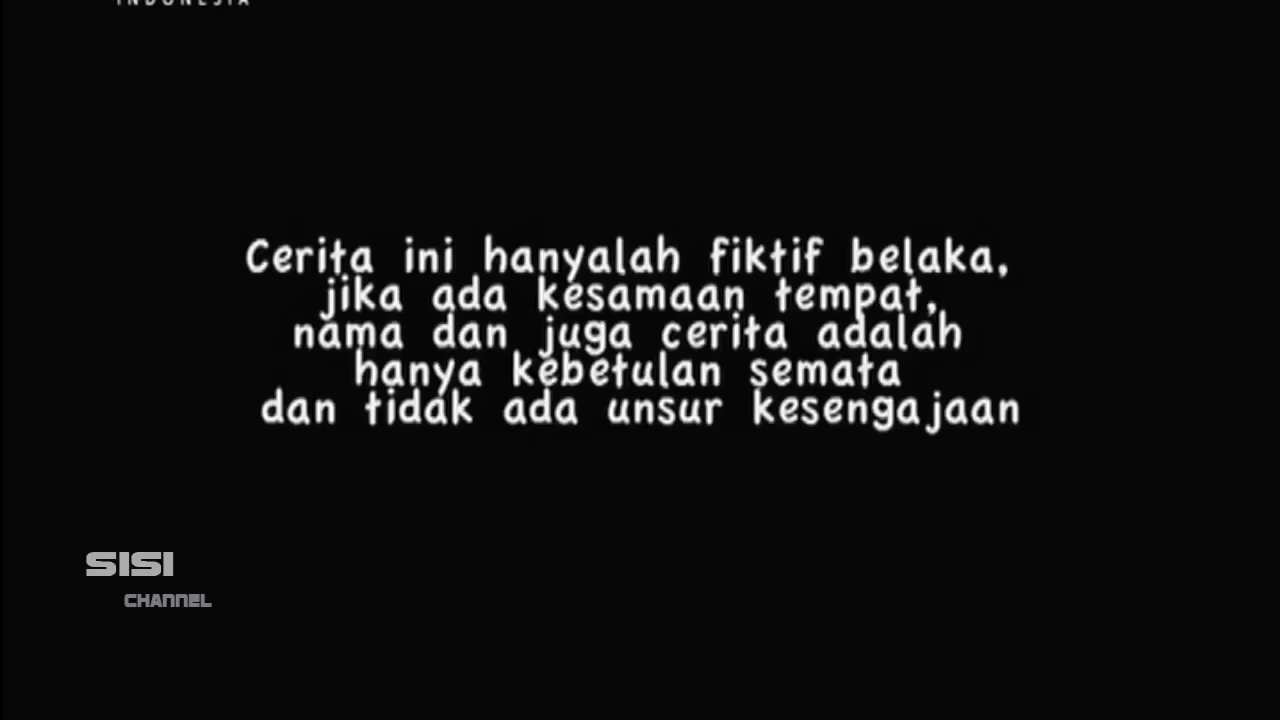 INDONESIA
Cerita ini hanyalah fiktif belaka,
jika ada kesamaan tempat,
nama dan juga cerita adalah
hanya kebetulan semata
dan tidak ada unsur kesengajaan
SISI
CHANNEL